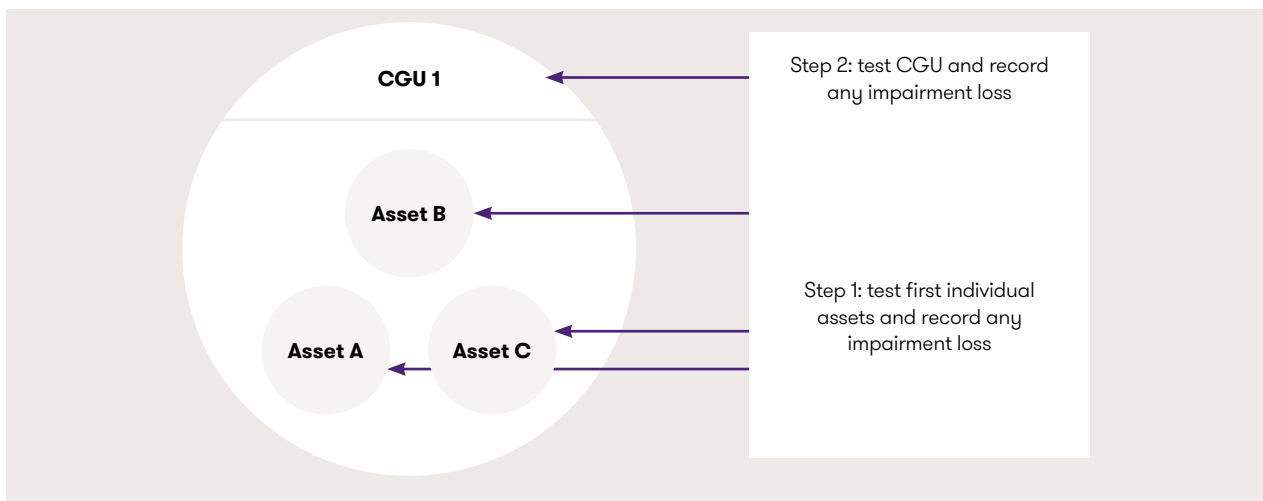 CGU 1
Asset B
Asset A
Asset C
Step 2: test CGU and record
any impairment loss
Step 1: test first individual
assets and record any
impairment loss